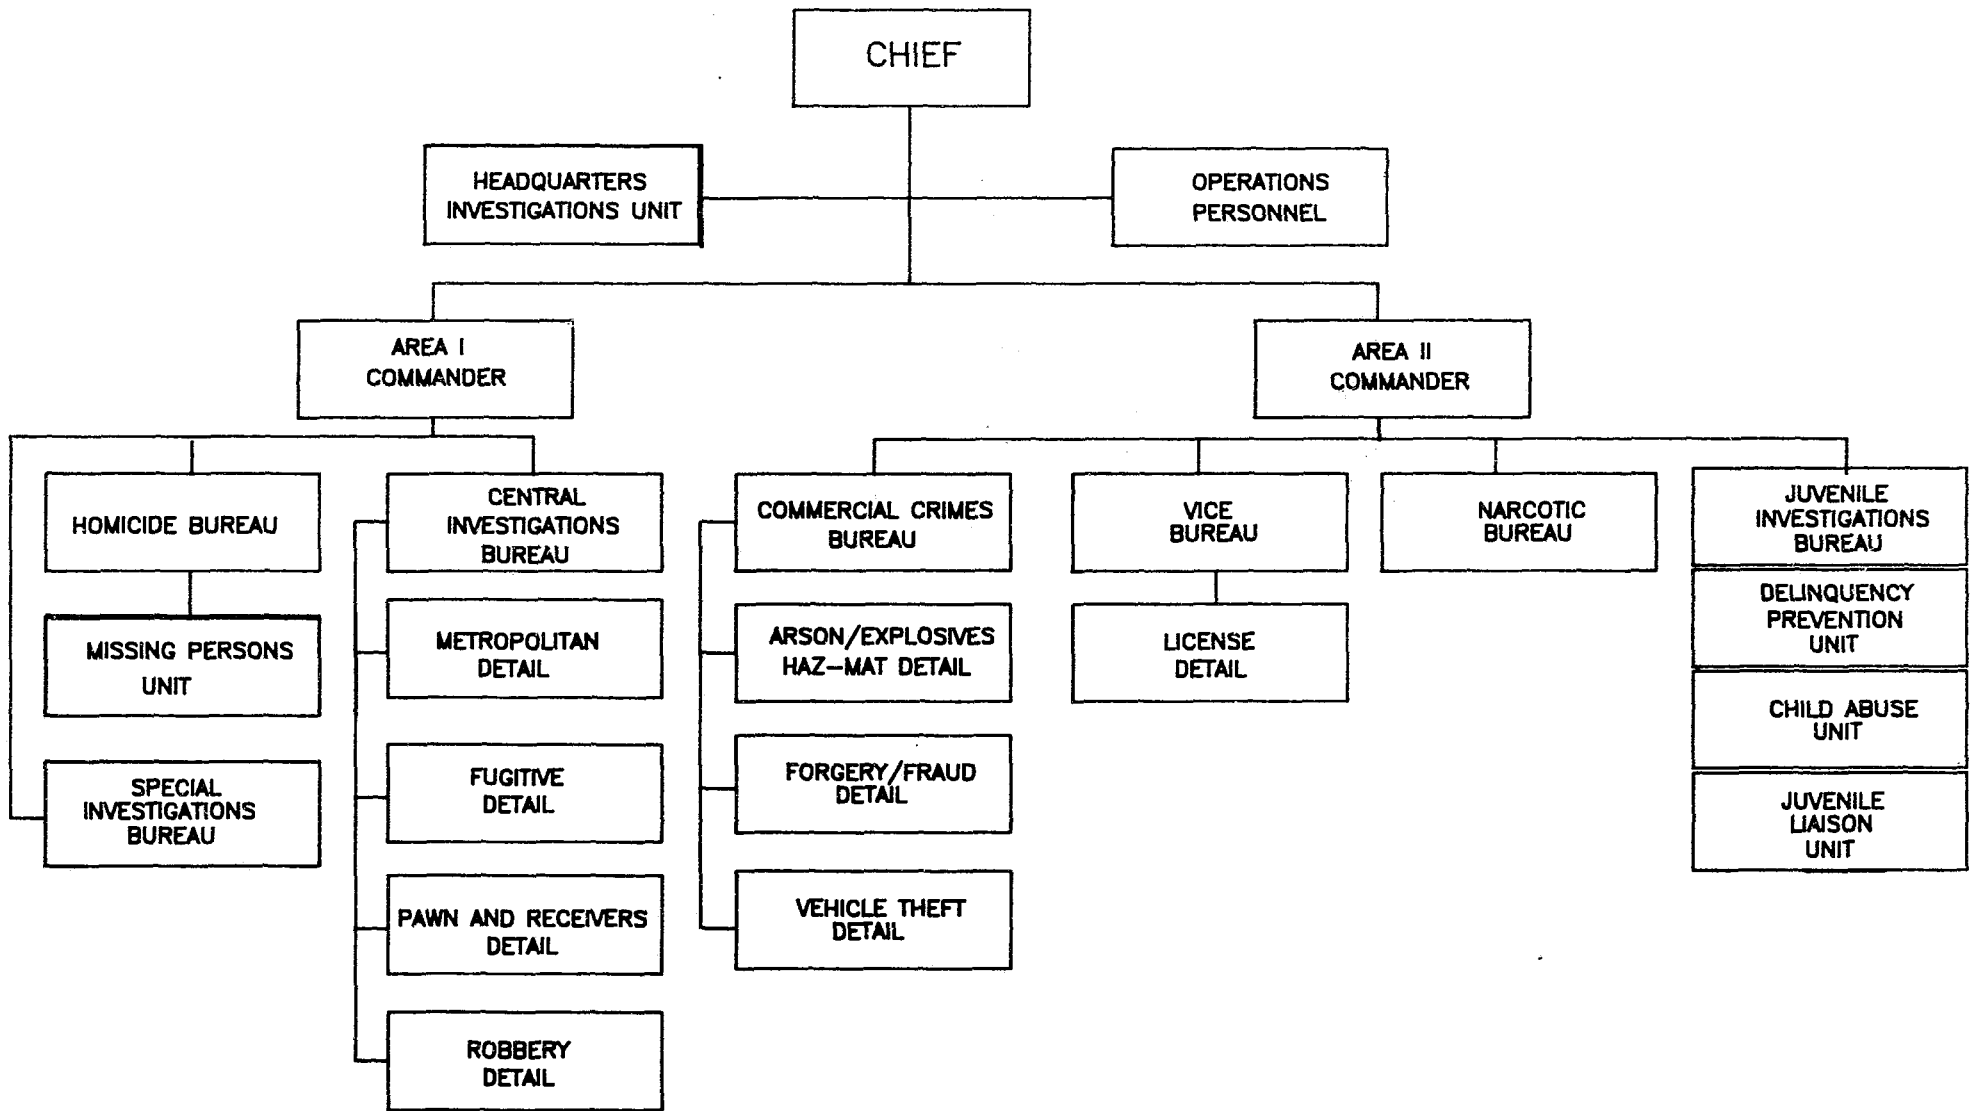 CHIEF
HEADQUARTERS
INVESTIGATIONS UNIT
OPERATIONS
PERSONNEL
AREA I
COMMANDER
AREA II
COMMANDER
HOMICIDE BUREAU
MISSING PERSONS
UNIT
SPECIAL
INVESTIGATIONS
BUREAU
CENTRAL
INVESTIGATIONS
BUREAU
METROPOLITAN
DETAIL
FUGITIVE
DETAIL
PAWN AND RECEIVERS
DETAIL
ROBBERY
DETAIL
COMMERCIAL CRIMES
BUREAU
ARSON/EXPLOSIVES
HAZ-MAT DETAIL
FORGERY/FRAUD
DETAIL
VEHICLE THEFT
DETAIL
VICE
BUREAU
LICENSE
DETAIL
NARCOTIC
BUREAU
JUVENILE
INVESTIGATIONS
BUREAU
DELINQUENCY
PREVENTION
UNIT
CHILD ABUSE
UNIT
JUVENILE
LIAISON
UNIT